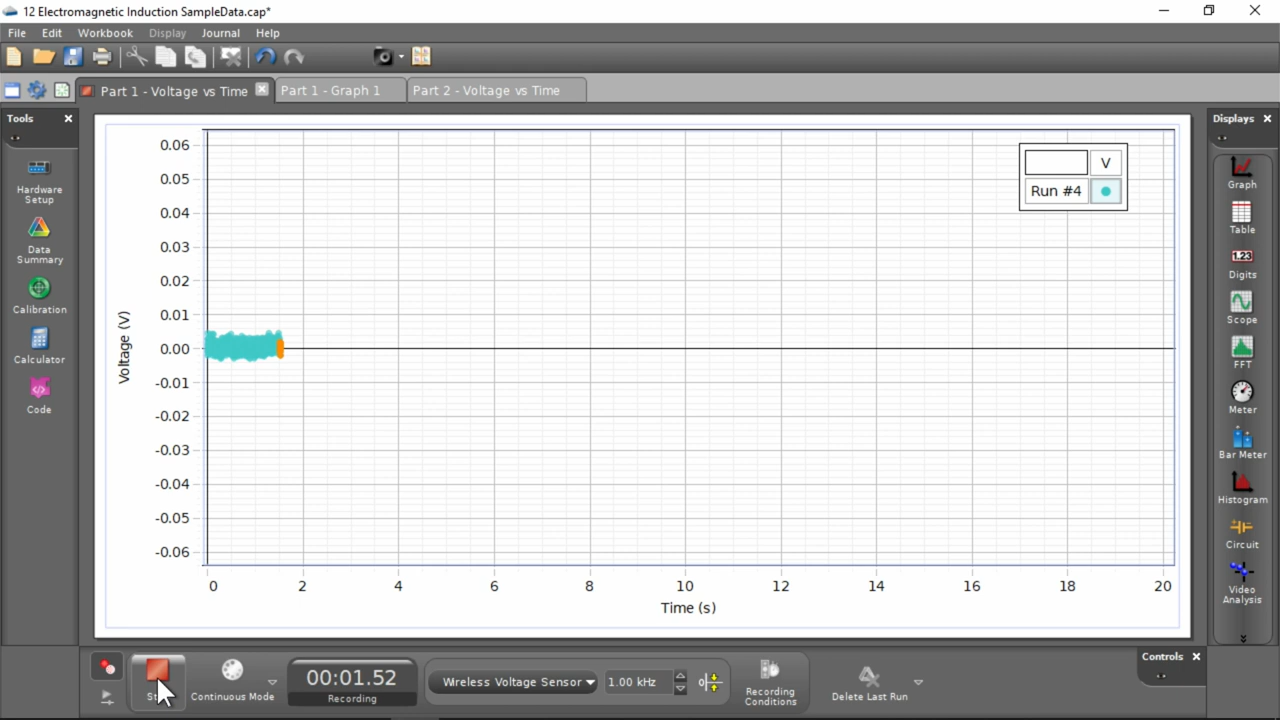 12 Electromagnetic Induction SampleData.cap*
File Edit Workbook Display Journal Help
Part 1 - Voltage vs Time Part 1 - Graph 1 Part 2 - Voltage vs Time
Tools
Hardware
Setup
Data
Summary
Calibration
Calculator
Code
Voltage (V)
0.06
0.05
0.04
0.03
0.02
0.01
0.00
-0.01
-0.02
-0.03
-0.04
-0.05
-0.06
V
Run #4
0 2 4 6 8 10 12 14 16 18 20
Time (s)
Displays
Graph
Table
1.23
Digits
Scope
FFT
Meter
Bar Meter
Histogram
Circuit
Video
Analysis
Continuous Mode
00:01.52
Recording
Wireless Voltage Sensor
1.00 kHz
Recording
Conditions
Delete Last Run
Controls